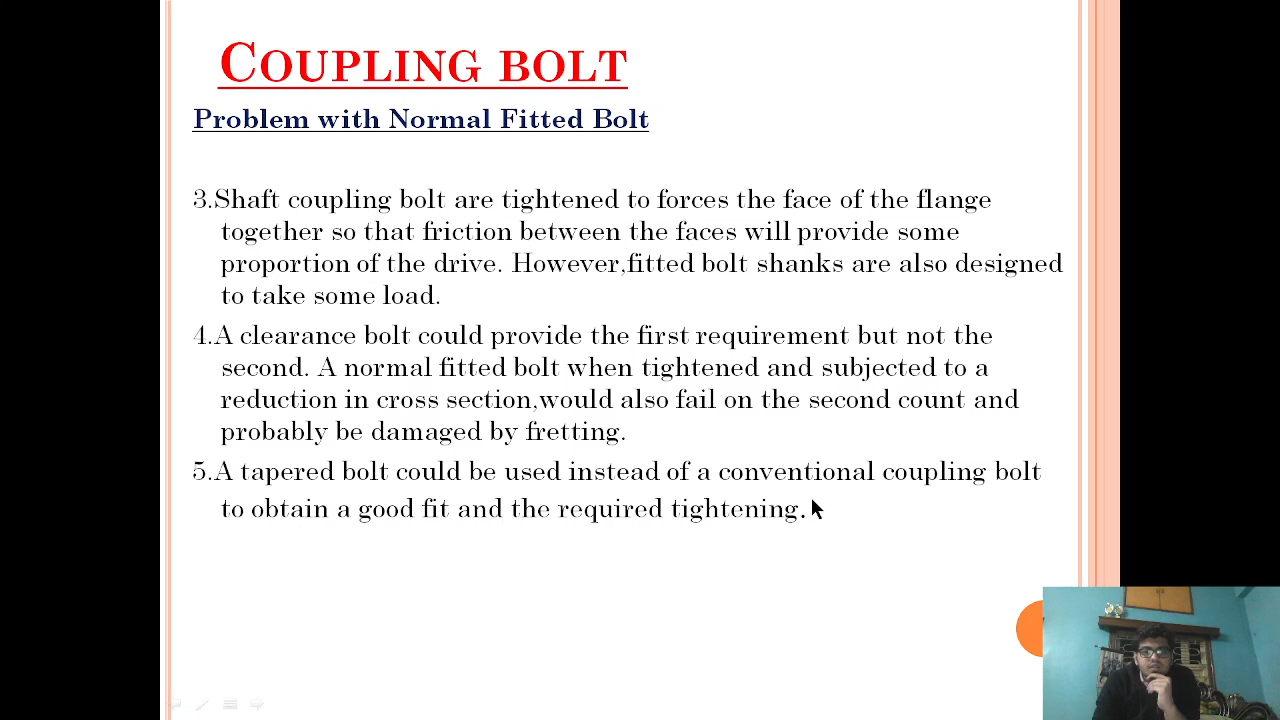 COUPLING BOLT
Problem with Normal Fitted Bolt
3.Shaft coupling bolt are tightened to forces the face of the flange
together so that friction between the faces will provide some
proportion of the drive. However,fitted bolt shanks are also designed
to take some load.
4.A clearance bolt could provide the first requirement but not the
second. A normal fitted bolt when tightened and subjected to a
reduction in cross section,would also fail on the second count and
probably be damaged by fretting.
5.A tapered bolt could be used instead of a conventional coupling bolt
to obtain a good fit and the required tightening.